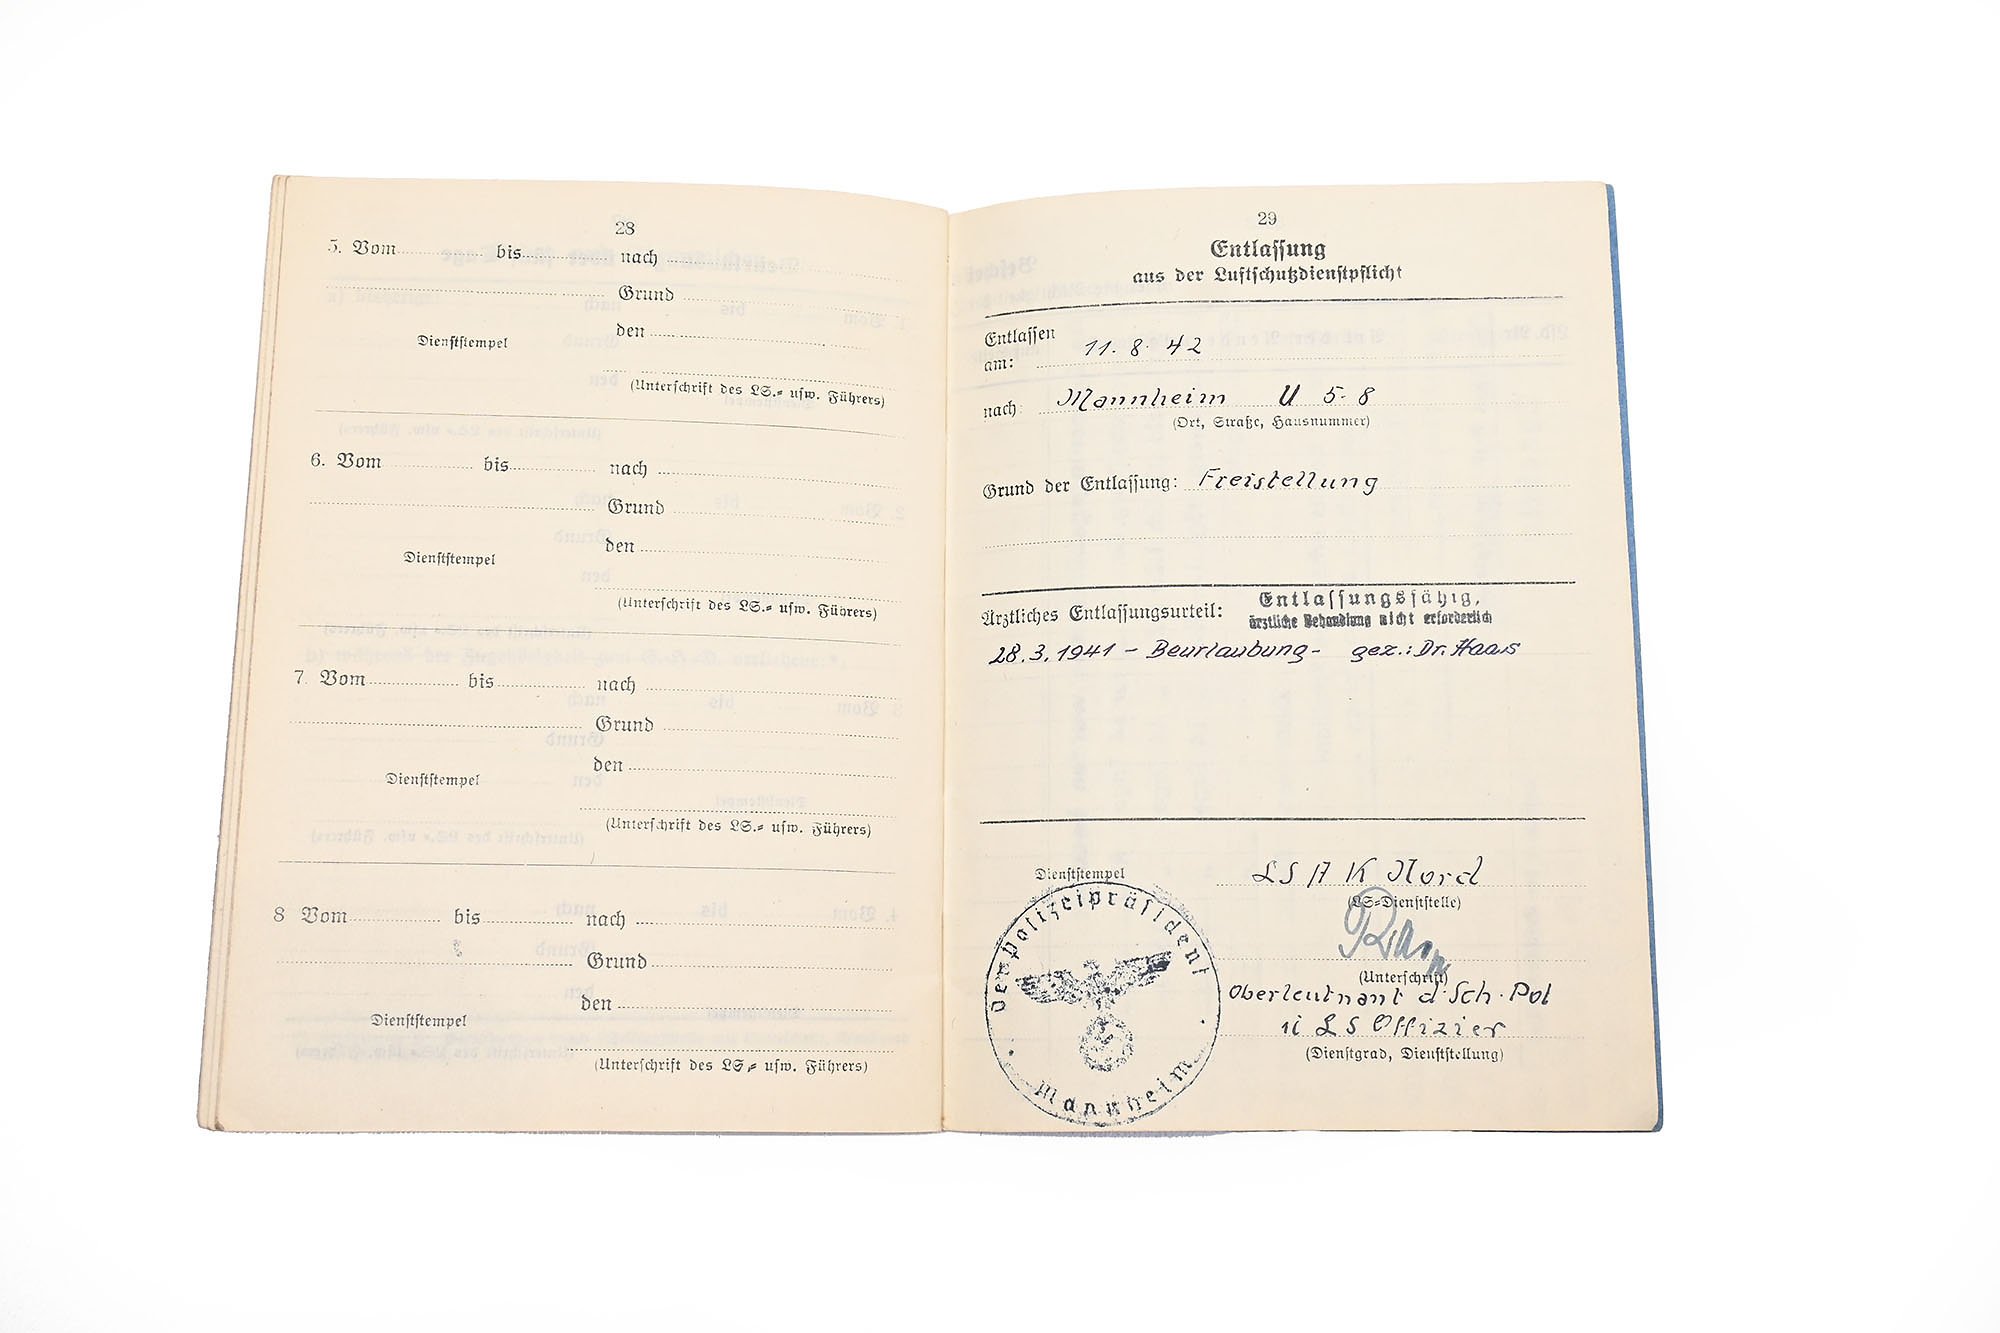 28
5. Vom bis nach
Grund
den
Dienststempel
(Unterschrift des LS.= usw. Führers)
6. Vom bis nach
Grund
den
Dienststempel
(Unterschrift des LS.= usw. Führers)
7. Vom bis nach
Grund
den
Dienststempel
(Unterschrift des LS.= usw. Führers)
8 Vom bis nach
Grund
den
Dienststempel
(Unterschrift des LS.= usw. Führers)
29
Entlassung
aus der Luftschutzdienstpflicht
Entlassen
am: 11. 8. 42
nach: Mannheim U 5-8
(Ort, Straße, Hausnummer)
Grund der Entlassung: Freistellung
Ärztliches Entlassungsurteil: Entlassungsfähig,
ärztliche Behandlung nicht erforderlich
28.3.1941 - Beurlaubung - gez.: Dr. Haas
Dienststempel
LSAK Nord
(LS=Dienststelle)
(Unterschrift)
Oberleutnant d. Sch. Pol
u LS Offizier
(Dienstgrad, Dienststellung)
Der Polizeipräsident
Mannheim